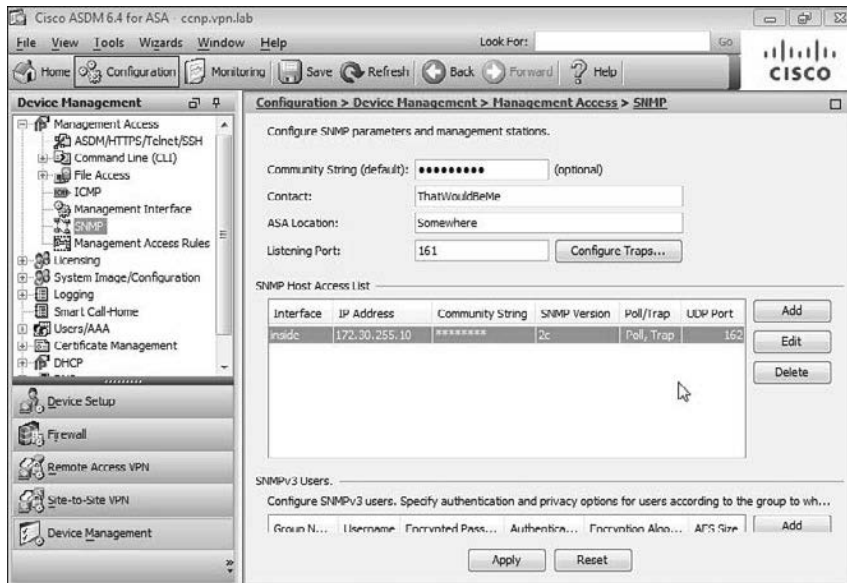 Cisco ASDM 6.4 for ASA - ccnp.vpn.lab
File View Tools Wizards Window Help
Look For:
Go
Home Configuration Monitoring Save Refresh Back Forward Help
CISCO
Device Management
Management Access
ASDM/HTTPS/Telnet/SSH
Command Line (CLI)
File Access
ICMP
Management Interface
SNMP
Management Access Rules
Licensing
System Image/Configuration
Logging
Smart Call-Home
Users/AAA
Certificate Management
DHCP
Device Setup
Firewall
Remote Access VPN
Site-to-Site VPN
Device Management
Configuration > Device Management > Management Access > SNMP
Configure SNMP parameters and management stations.
Community String (default): ●●●●●●●●● (optional)
Contact: ThatWouldBeMe
ASA Location: Somewhere
Listening Port: 161 Configure Traps...
SNMP Host Access List
Interface IP Address Community String SNMP Version Poll/Trap UDP Port
inside 172.30.255.10 ******** 2c Poll, Trap 162
Add
Edit
Delete
SNMPv3 Users.
Configure SNMPv3 users. Specify authentication and privacy options for users according to the group to wh...
Group N... Username Encrypted Pass... Authentica... Encryption Algo... AES Size
Add
Apply Reset